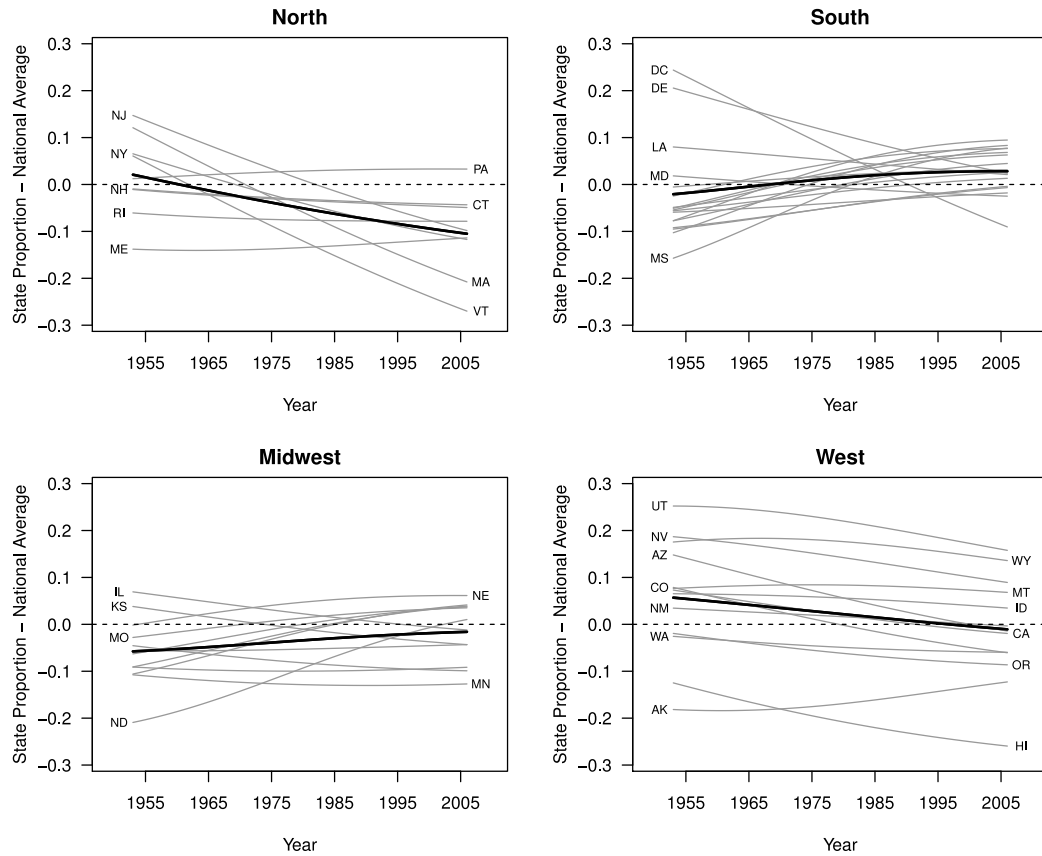 North
State Proportion − National Average
0.3
0.2
0.1
0.0
−0.1
−0.2
−0.3
NJ
NY
NH
RI
ME
PA
CT
MA
VT
1955 1965 1975 1985 1995 2005
Year
South
State Proportion − National Average
0.3
0.2
0.1
0.0
−0.1
−0.2
−0.3
DC
DE
LA
MD
MS
1955 1965 1975 1985 1995 2005
Year
Midwest
State Proportion − National Average
0.3
0.2
0.1
0.0
−0.1
−0.2
−0.3
IL
KS
MO
ND
NE
MN
1955 1965 1975 1985 1995 2005
Year
West
State Proportion − National Average
0.3
0.2
0.1
0.0
−0.1
−0.2
−0.3
UT
NV
AZ
CO
NM
WA
AK
WY
MT
ID
CA
OR
HI
1955 1965 1975 1985 1995 2005
Year